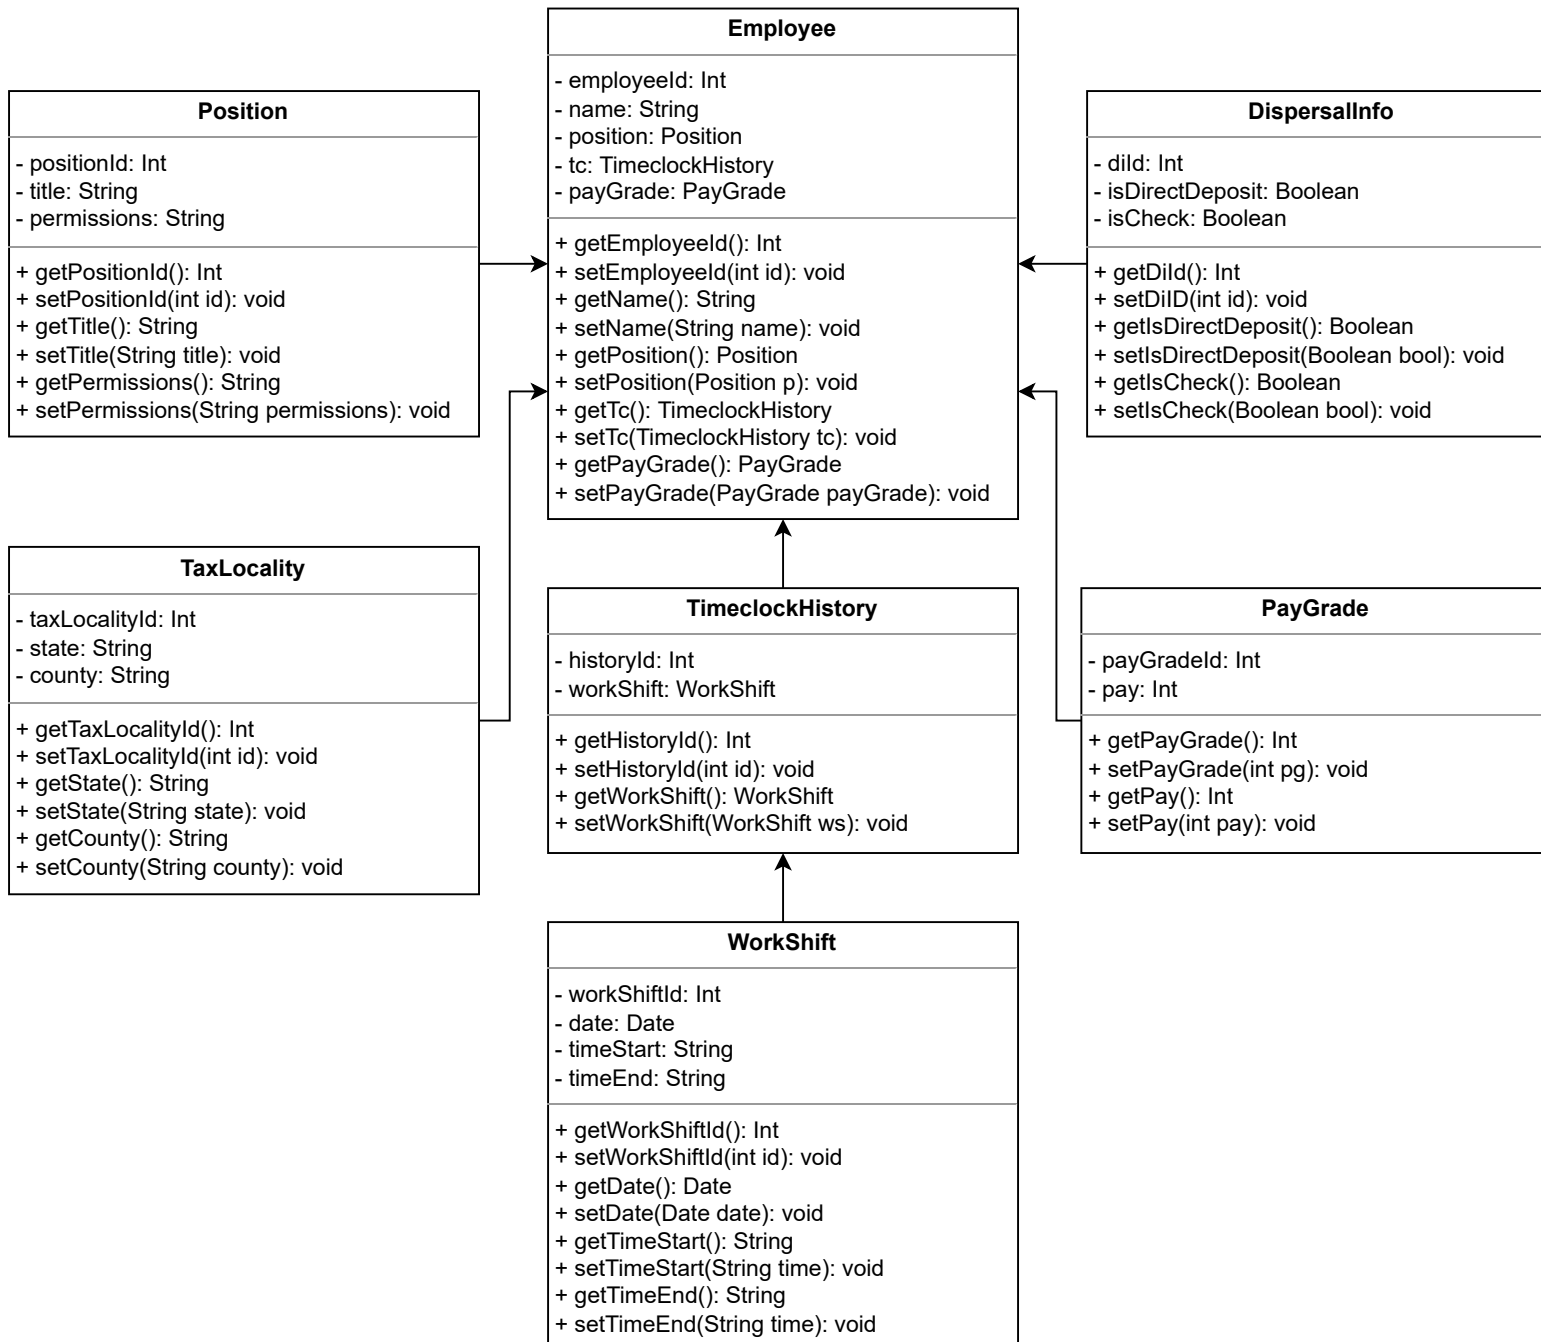 Employee
- employeeId: Int
- name: String
- position: Position
- tc: TimeclockHistory
- payGrade: PayGrade
+ getEmployeeId(): Int
+ setEmployeeId(int id): void
+ getName(): String
+ setName(String name): void
+ getPosition(): Position
+ setPosition(Position p): void
+ getTc(): TimeclockHistory
+ setTc(TimeclockHistory tc): void
+ getPayGrade(): PayGrade
+ setPayGrade(PayGrade payGrade): void
Position
- positionId: Int
- title: String
- permissions: String
+ getPositionId(): Int
+ setPositionId(int id): void
+ getTitle(): String
+ setTitle(String title): void
+ getPermissions(): String
+ setPermissions(String permissions): void
DispersalInfo
- diId: Int
- isDirectDeposit: Boolean
- isCheck: Boolean
+ getDiId(): Int
+ setDiID(int id): void
+ getIsDirectDeposit(): Boolean
+ setIsDirectDeposit(Boolean bool): void
+ getIsCheck(): Boolean
+ setIsCheck(Boolean bool): void
TaxLocality
- taxLocalityId: Int
- state: String
- county: String
+ getTaxLocalityId(): Int
+ setTaxLocalityId(int id): void
+ getState(): String
+ setState(String state): void
+ getCounty(): String
+ setCounty(String county): void
TimeclockHistory
- historyId: Int
- workShift: WorkShift
+ getHistoryId(): Int
+ setHistoryId(int id): void
+ getWorkShift(): WorkShift
+ setWorkShift(WorkShift ws): void
PayGrade
- payGradeId: Int
- pay: Int
+ getPayGrade(): Int
+ setPayGrade(int pg): void
+ getPay(): Int
+ setPay(int pay): void
WorkShift
- workShiftId: Int
- date: Date
- timeStart: String
- timeEnd: String
+ getWorkShiftId(): Int
+ setWorkShiftId(int id): void
+ getDate(): Date
+ setDate(Date date): void
+ getTimeStart(): String
+ setTimeStart(String time): void
+ getTimeEnd(): String
+ setTimeEnd(String time): void